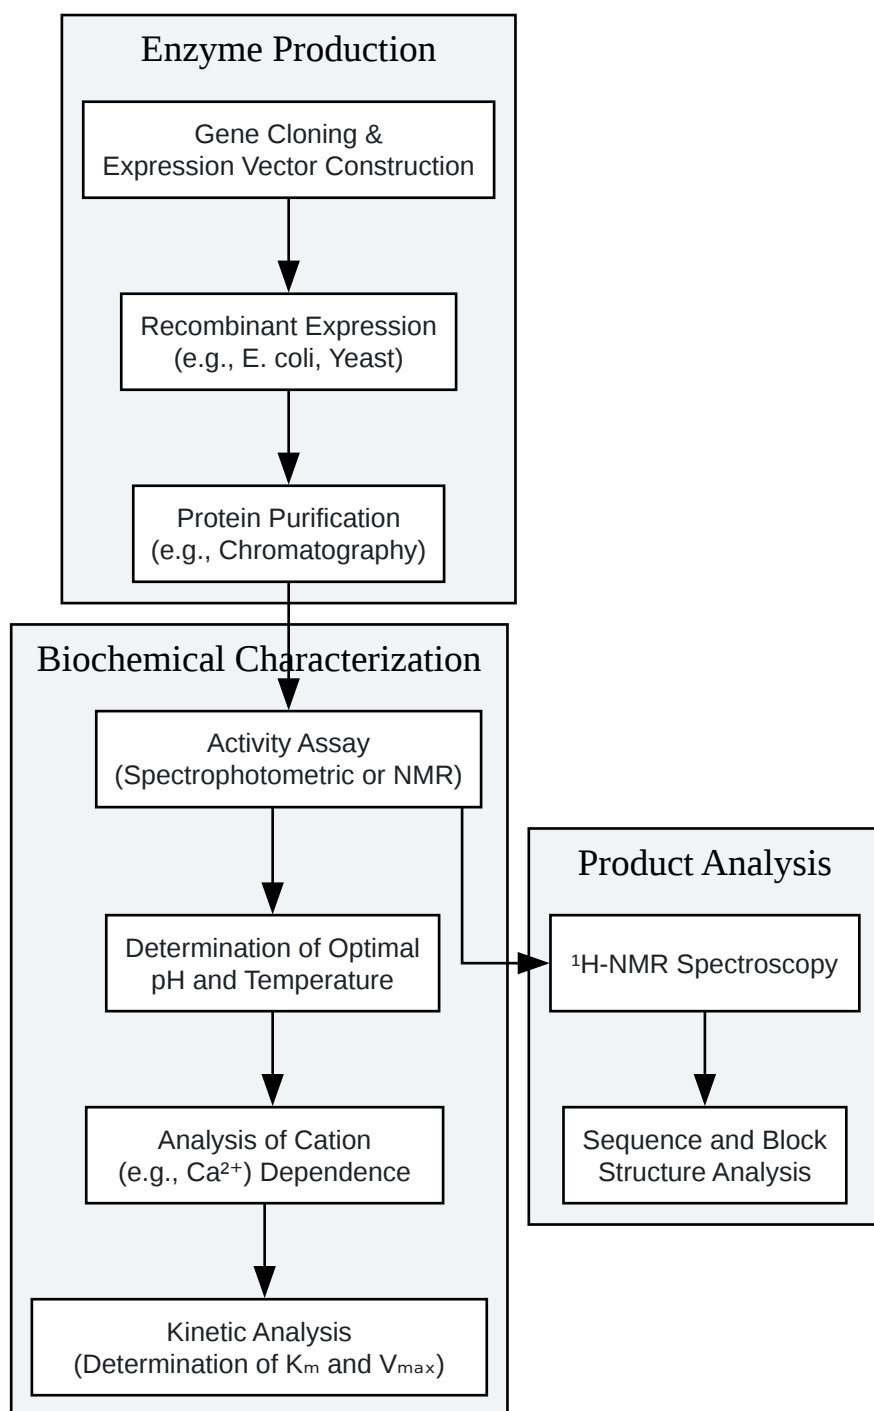 Enzyme Production
Gene Cloning &
Expression Vector Construction
Recombinant Expression
(e.g., E. coli, Yeast)
Protein Purification
(e.g., Chromatography)
Biochemical Characterization
Activity Assay
(Spectrophotometric or NMR)
Determination of Optimal
pH and Temperature
Analysis of Cation
(e.g., Ca²⁺) Dependence
Kinetic Analysis
(Determination of Kₘ and Vₘₐₓ)
Product Analysis
¹H-NMR Spectroscopy
Sequence and Block
Structure Analysis